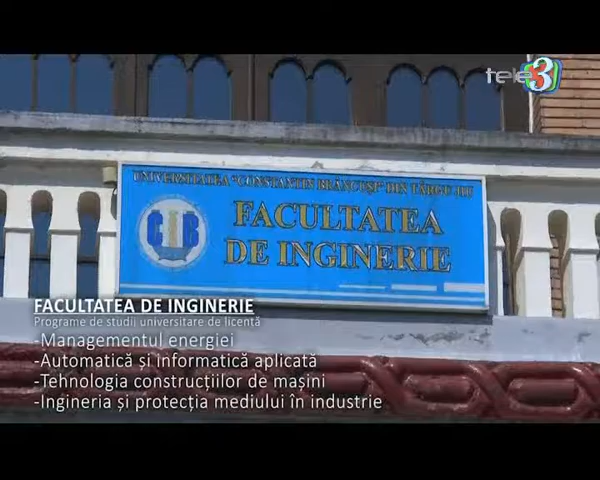 tele3
UNIVERSITATEA "CONSTANTIN BRÂNCUȘI" DIN TÂRGU-JIU
CIB
FACULTATEA
DE INGINERIE
FACULTATEA DE INGINERIE
Programe de studii universitare de licență
-Managementul energiei
-Automatică și informatică aplicată
-Tehnologia construcțiilor de mașini
-Ingineria și protecția mediului în industrie